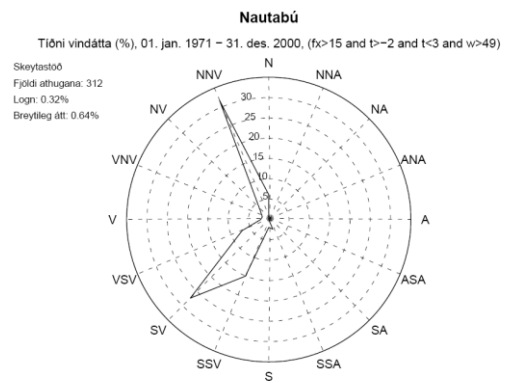 Nautabú
Tíðni vindátta (%), 01. jan. 1971 − 31. des. 2000, (fx>15 and t>−2 and t<3 and w>49)
Skeytastöð
Fjöldi athugana: 312
Logn: 0.32%
Breytileg átt: 0.64%
N
NNV
NNA
30
NV
NA
25
20
VNV
15
ANA
10
5
V
A
VSV
ASA
SV
SA
SSV
SSA
S